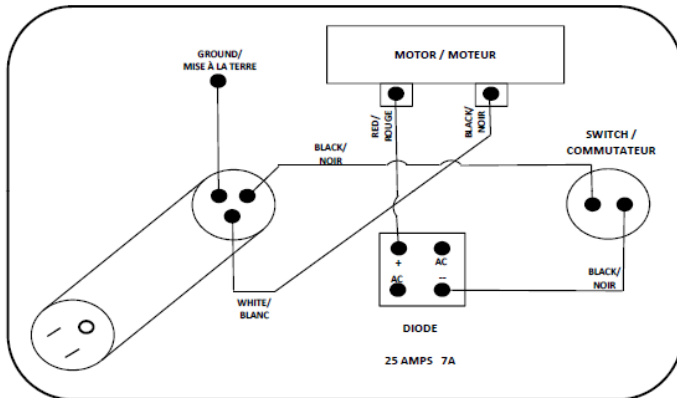 GROUND/
MISE À LA TERRE
MOTOR / MOTEUR
RED/
ROUGE
BLACK/
NOIR
BLACK/
NOIR
SWITCH /
COMMUTATEUR
+
AC
AC
—
WHITE/
BLANC
BLACK/
NOIR
DIODE
25 AMPS 7A